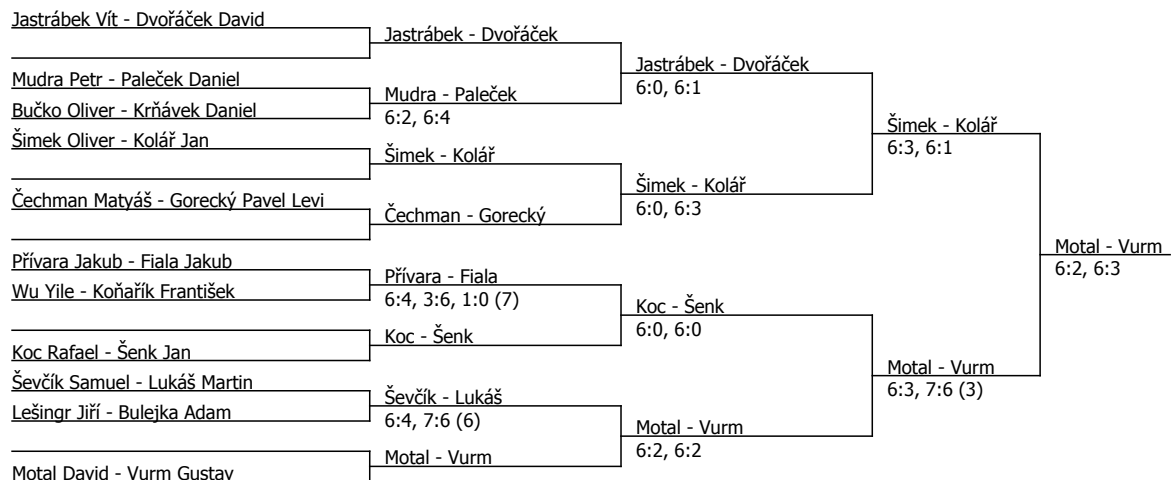 Jastrábek Vít - Dvořáček David
Mudra Petr - Paleček Daniel
Bučko Oliver - Krňávek Daniel
Šimek Oliver - Kolář Jan
Čechman Matyáš - Gorecký Pavel Levi
Přívara Jakub - Fiala Jakub
Wu Yile - Koňařík František
Koc Rafael - Šenk Jan
Ševčík Samuel - Lukáš Martin
Lešingr Jiří - Bulejka Adam
Motal David - Vurm Gustav
Jastrábek - Dvořáček
Mudra - Paleček
6:2, 6:4
Šimek - Kolář
Čechman - Gorecký
Přívara - Fiala
6:4, 3:6, 1:0 (7)
Koc - Šenk
Ševčík - Lukáš
6:4, 7:6 (6)
Motal - Vurm
Jastrábek - Dvořáček
6:0, 6:1
Šimek - Kolář
6:0, 6:3
Koc - Šenk
6:0, 6:0
Motal - Vurm
6:2, 6:2
Šimek - Kolář
6:3, 6:1
Motal - Vurm
6:3, 7:6 (3)
Motal - Vurm
6:2, 6:3